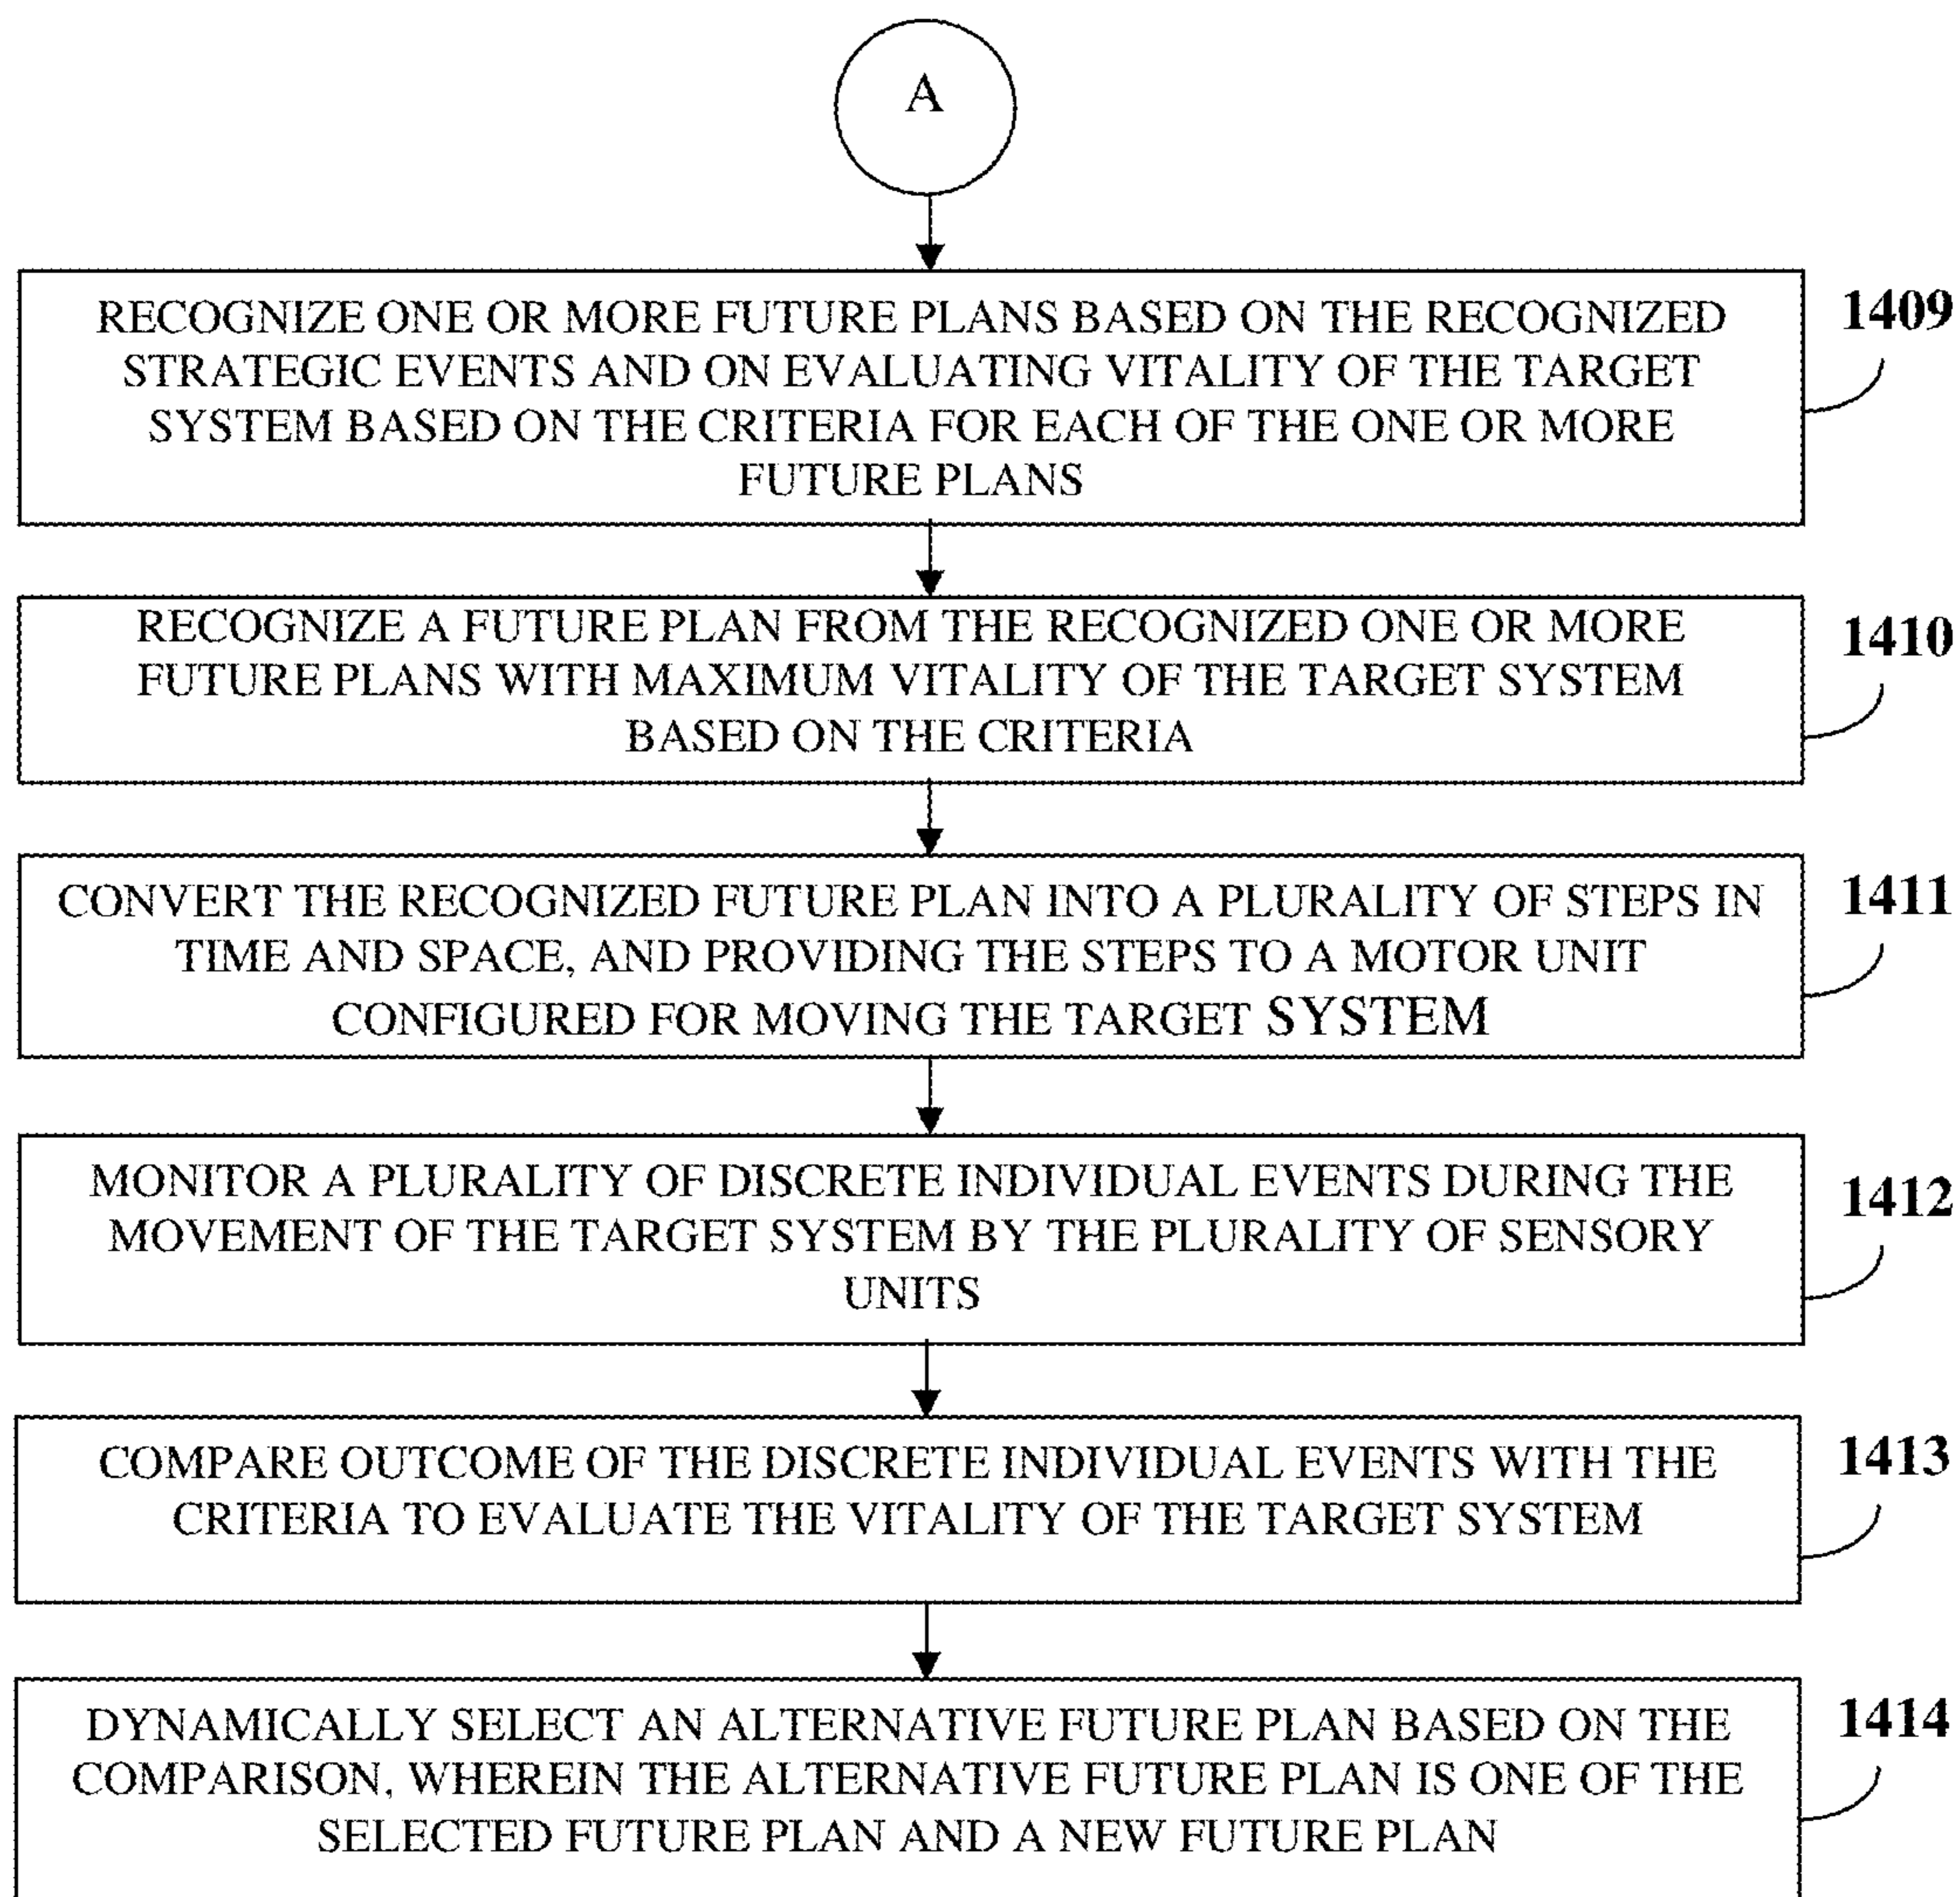 A
RECOGNIZE ONE OR MORE FUTURE PLANS BASED ON THE RECOGNIZED
STRATEGIC EVENTS AND ON EVALUATING VITALITY OF THE TARGET
SYSTEM BASED ON THE CRITERIA FOR EACH OF THE ONE OR MORE
FUTURE PLANS
1409
RECOGNIZE A FUTURE PLAN FROM THE RECOGNIZED ONE OR MORE
FUTURE PLANS WITH MAXIMUM VITALITY OF THE TARGET SYSTEM
BASED ON THE CRITERIA
1410
CONVERT THE RECOGNIZED FUTURE PLAN INTO A PLURALITY OF STEPS IN
TIME AND SPACE, AND PROVIDING THE STEPS TO A MOTOR UNIT
CONFIGURED FOR MOVING THE TARGET SYSTEM
1411
MONITOR A PLURALITY OF DISCRETE INDIVIDUAL EVENTS DURING THE
MOVEMENT OF THE TARGET SYSTEM BY THE PLURALITY OF SENSORY
UNITS
1412
COMPARE OUTCOME OF THE DISCRETE INDIVIDUAL EVENTS WITH THE
CRITERIA TO EVALUATE THE VITALITY OF THE TARGET SYSTEM
1413
DYNAMICALLY SELECT AN ALTERNATIVE FUTURE PLAN BASED ON THE
COMPARISON, WHEREIN THE ALTERNATIVE FUTURE PLAN IS ONE OF THE
SELECTED FUTURE PLAN AND A NEW FUTURE PLAN
1414